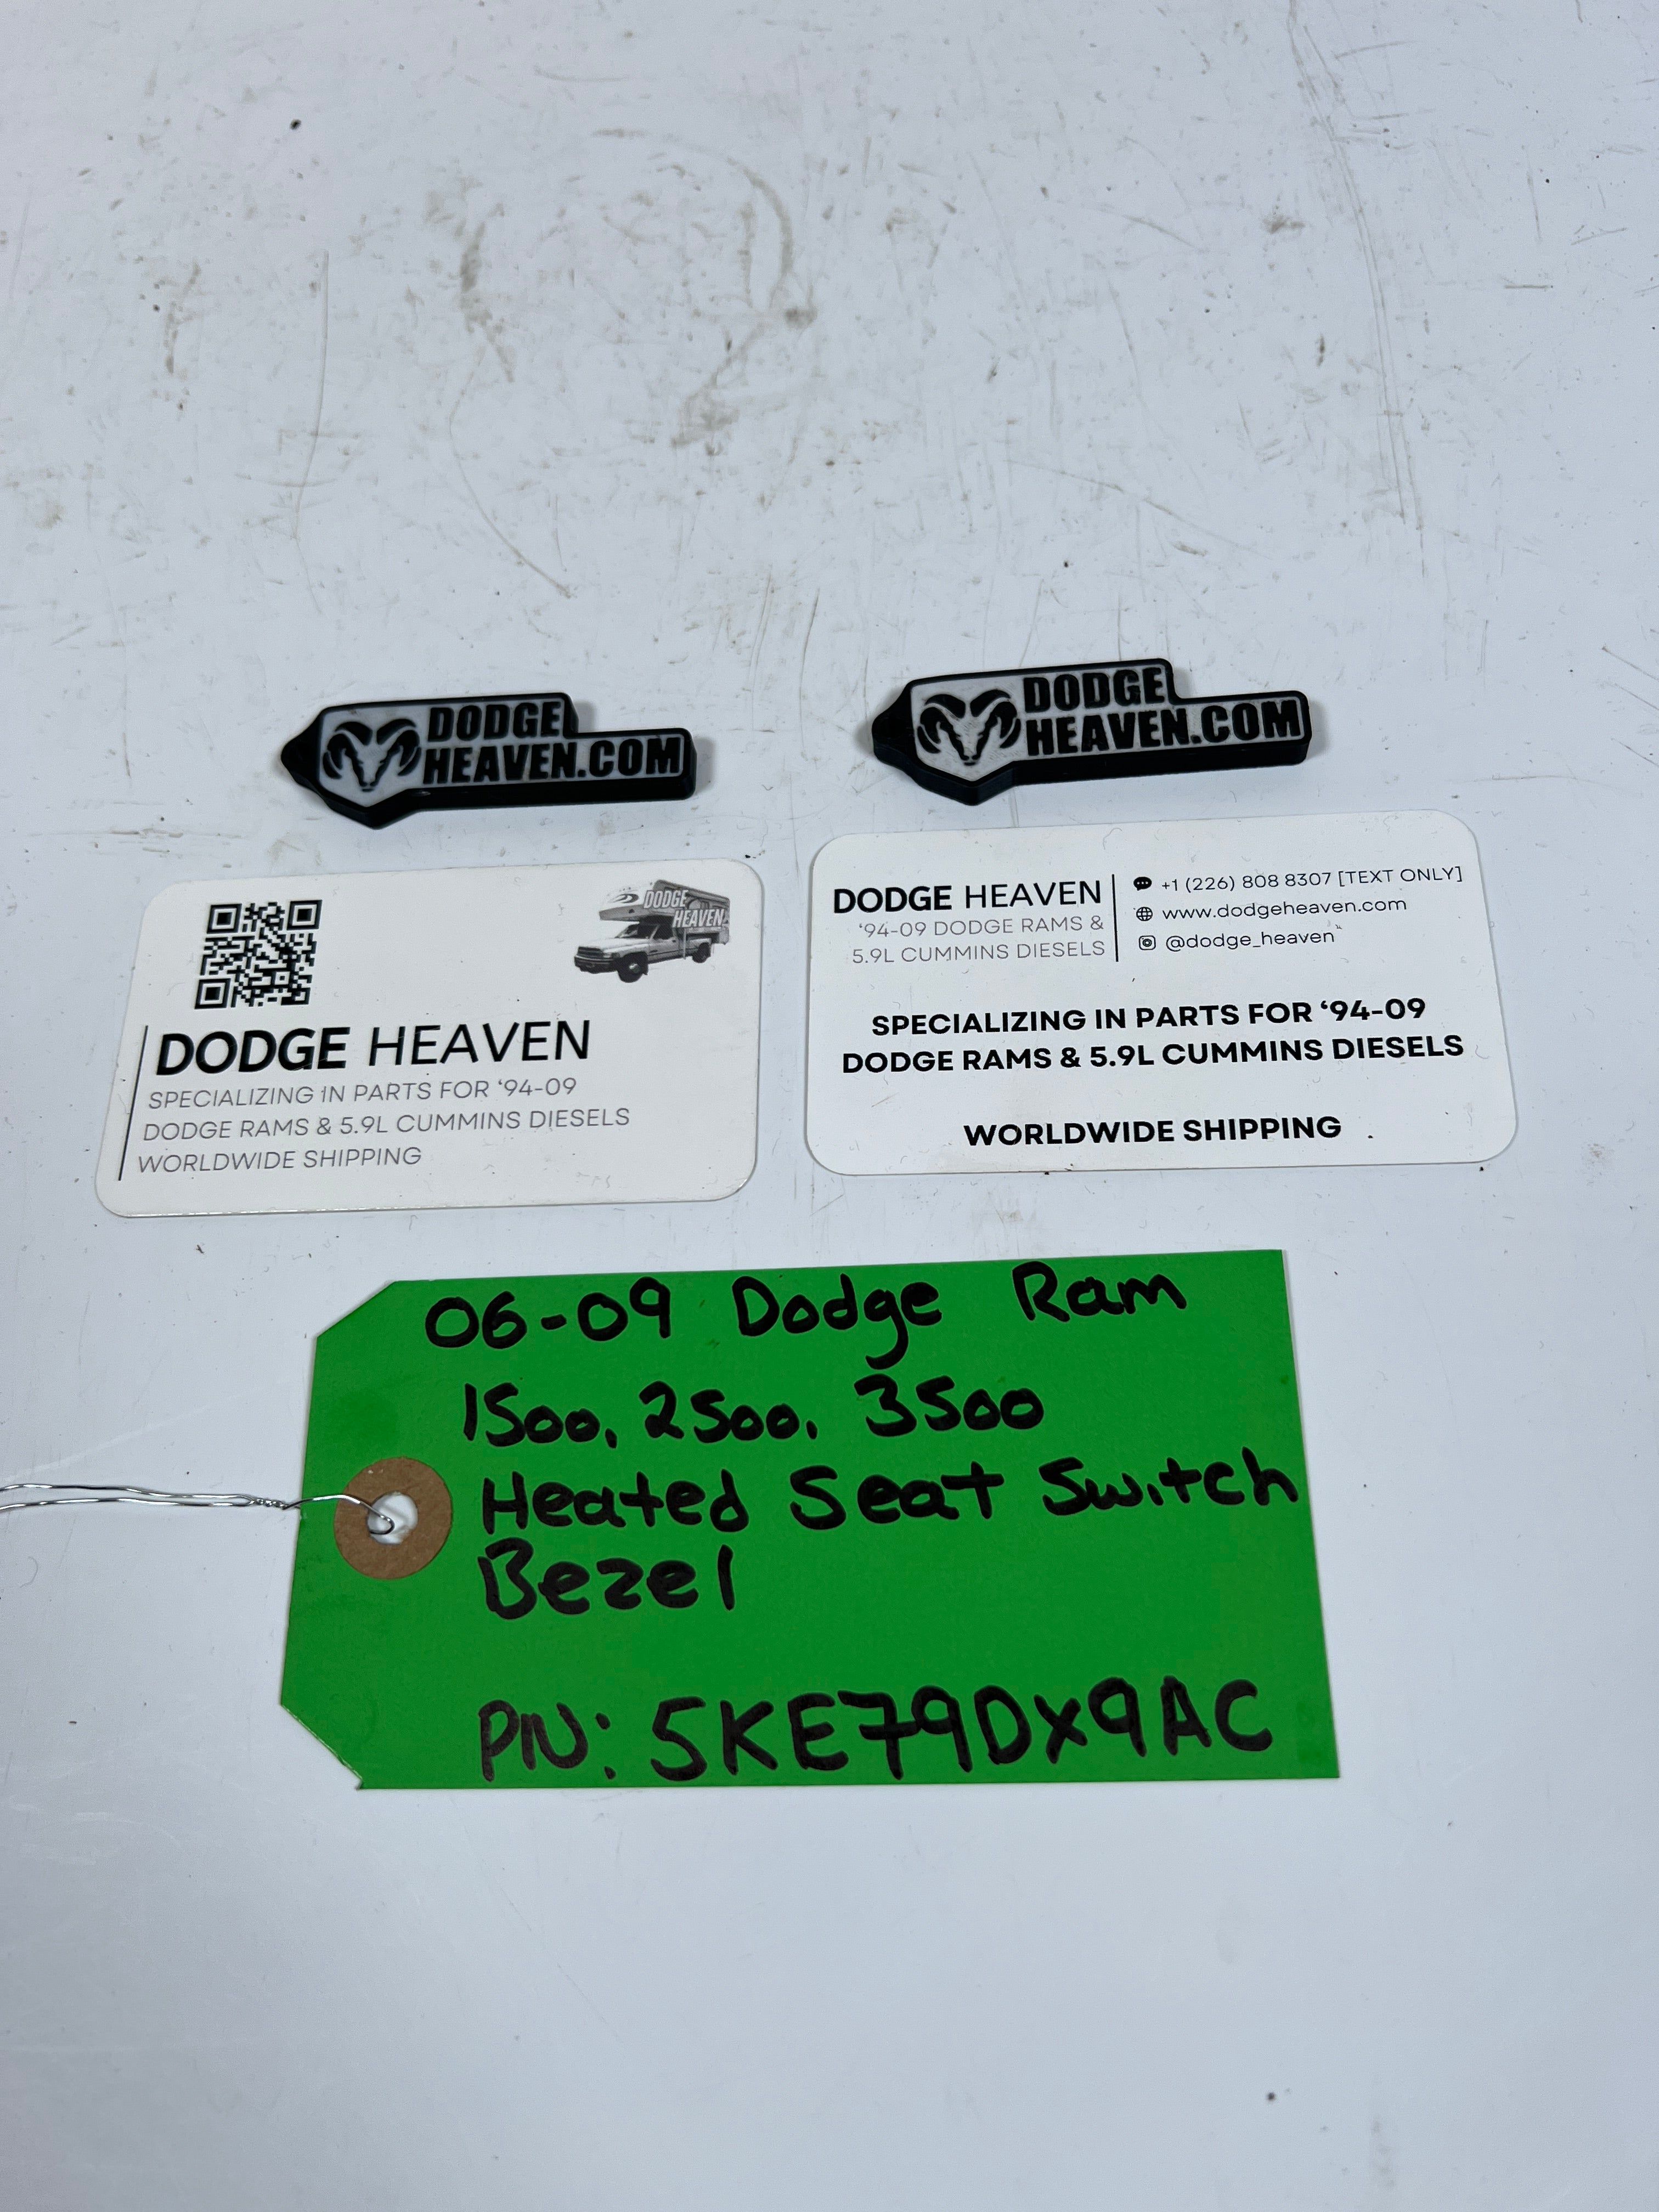 DODGE
HEAVEN.COM
DODGE
HEAVEN.COM
DODGE
HEAVEN
DODGE HEAVEN
SPECIALIZING IN PARTS FOR ‘94-09
DODGE RAMS & 5.9L CUMMINS DIESELS
WORLDWIDE SHIPPING
DODGE HEAVEN
‘94-09 DODGE RAMS &
5.9L CUMMINS DIESELS
+1 (226) 808 8307 [TEXT ONLY]
www.dodgeheaven.com
@dodge_heaven
SPECIALIZING IN PARTS FOR ‘94-09
DODGE RAMS & 5.9L CUMMINS DIESELS
WORLDWIDE SHIPPING
06-09 Dodge Ram
1500, 2500, 3500
Heated Seat Switch
Bezel
PN: 5KE79DX9AC